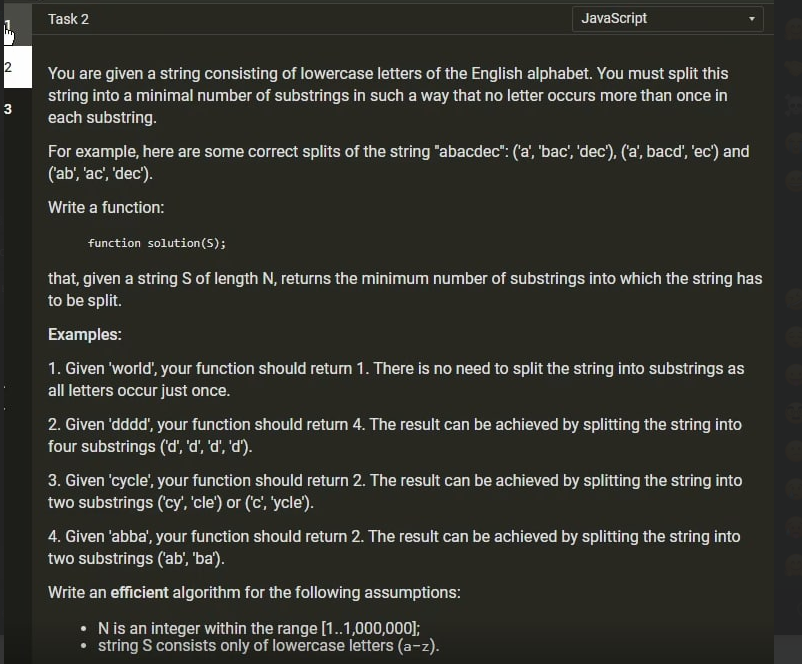 1
Task 2
JavaScript
2
3
You are given a string consisting of lowercase letters of the English alphabet. You must split this
string into a minimal number of substrings in such a way that no letter occurs more than once in
each substring.
For example, here are some correct splits of the string "abacdec": ('a', 'bac', 'dec'), ('a', bacd', 'ec') and
('ab', 'ac', 'dec').
Write a function:
function solution(S);
that, given a string S of length N, returns the minimum number of substrings into which the string has
to be split.
Examples:
1. Given 'world', your function should return 1. There is no need to split the string into substrings as
all letters occur just once.
2. Given 'dddd', your function should return 4. The result can be achieved by splitting the string into
four substrings ('d', 'd', 'd', 'd').
3. Given 'cycle', your function should return 2. The result can be achieved by splitting the string into
two substrings ('cy', 'cle') or ('c', 'ycle').
4. Given 'abba', your function should return 2. The result can be achieved by splitting the string into
two substrings ('ab', 'ba').
Write an efficient algorithm for the following assumptions:
• N is an integer within the range [1..1,000,000];
• string S consists only of lowercase letters (a-z).